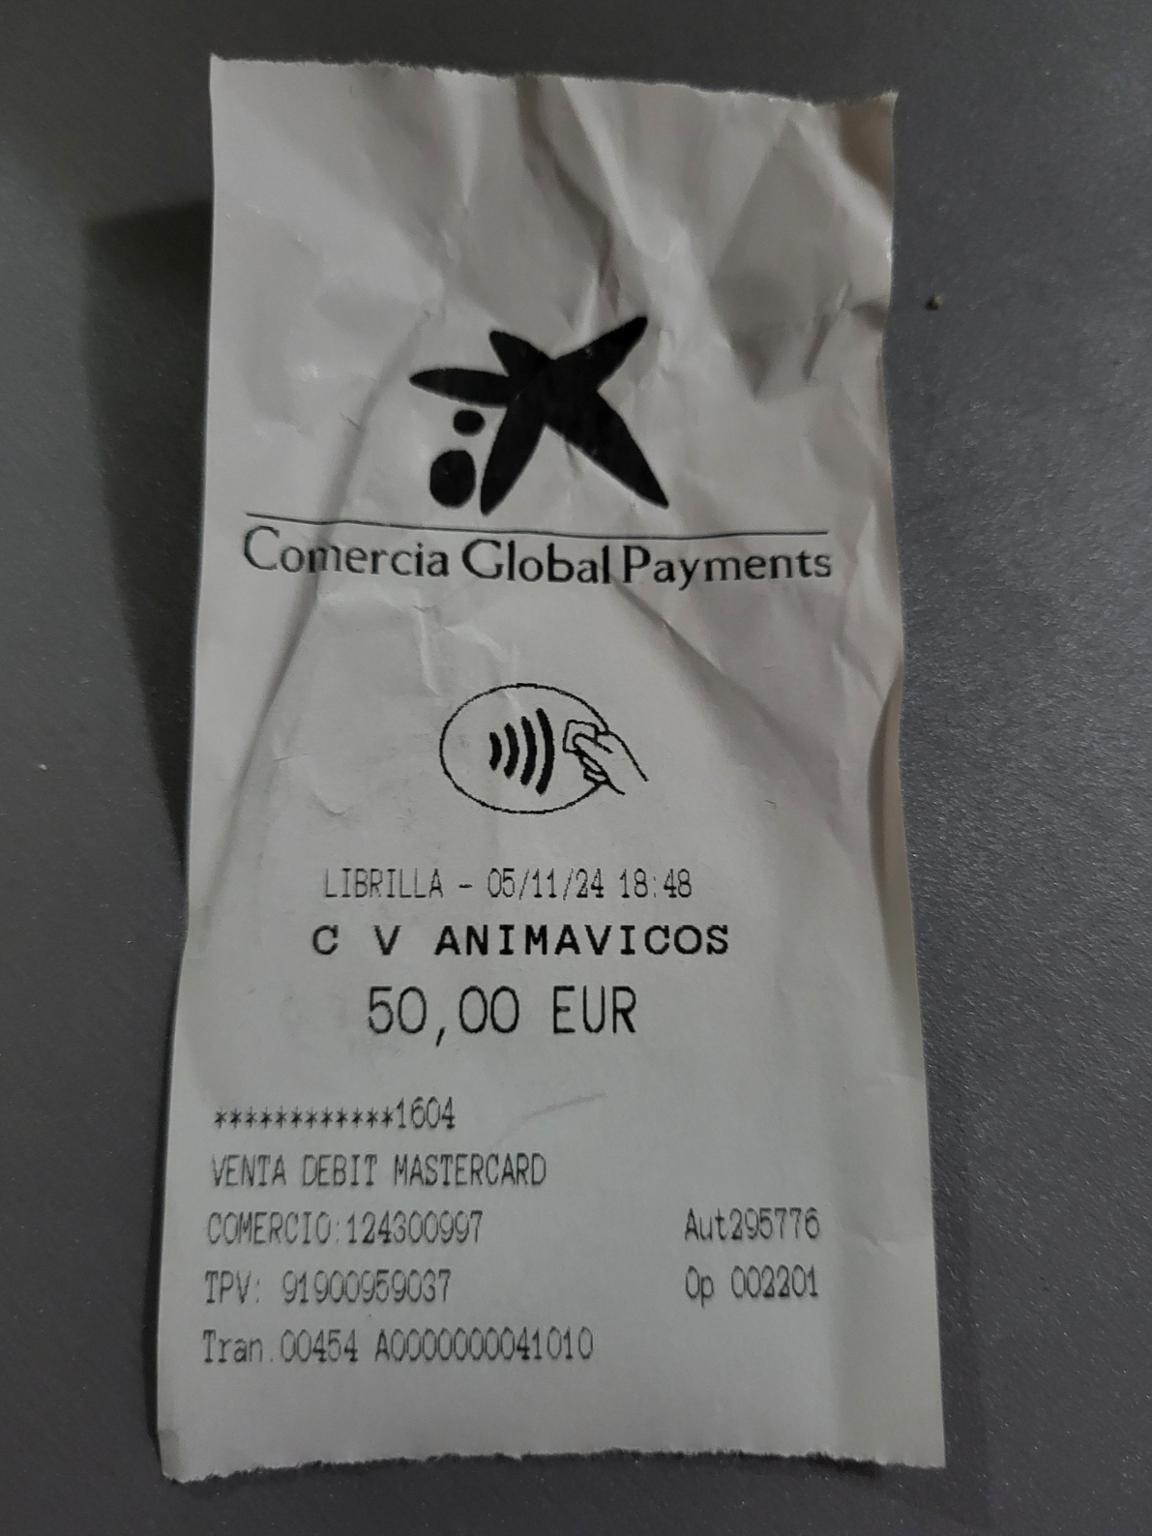 Comercia Global Payments
LIBRILLA - 05/11/24 18:48
C V ANIMAVICOS
50,00 EUR
************1604
VENTA DEBIT MASTERCARD
COMERCIO:124300997 Aut295776
TPV: 91900959037 Op 002201
Tran.00454 A0000000041010